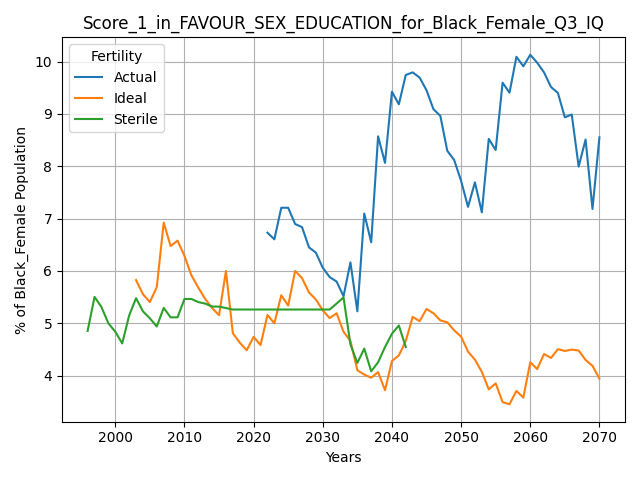 Score_1_in_FAVOUR_SEX_EDUCATION_for_Black_Female_Q3_IQ
Fertility
Actual
Ideal
Sterile
% of Black_Female Population
10
9
8
7
6
5
4
2000 2010 2020 2030 2040 2050 2060 2070
Years